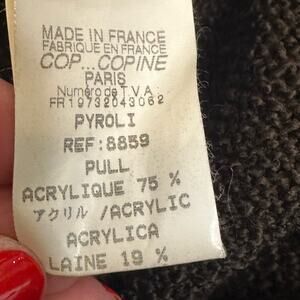 MADE IN FRANCE
FABRIQUE EN FRANCE
COP...COPINE
PARIS
Numéro de T.V.A
FR19732043062
PYROLI
REF:8859
PULL
ACRYLIQUE 75 %
アクリル /ACRYLIC
ACRYLICA
LAINE 19 %